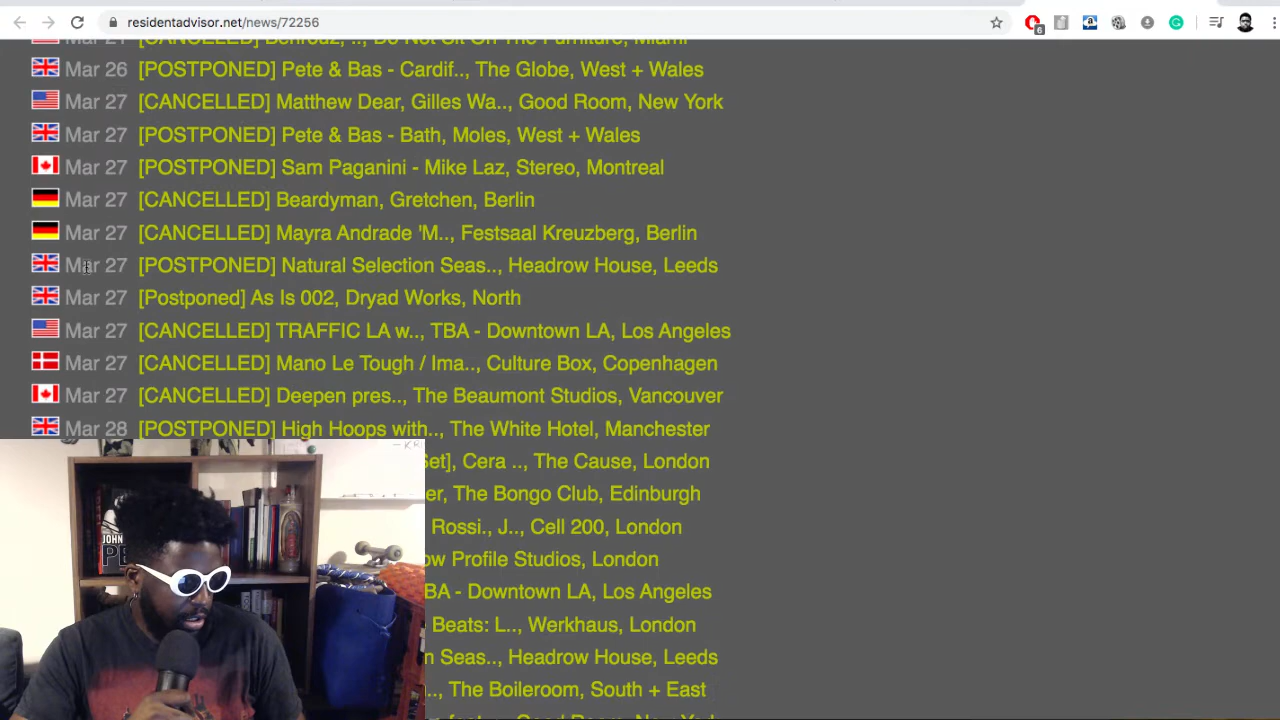 residentadvisor.net/news/72256
6
Mar 26 [POSTPONED] Pete & Bas - Cardif.., The Globe, West + Wales
Mar 27 [CANCELLED] Matthew Dear, Gilles Wa.., Good Room, New York
Mar 27 [POSTPONED] Pete & Bas - Bath, Moles, West + Wales
Mar 27 [POSTPONED] Sam Paganini - Mike Laz, Stereo, Montreal
Mar 27 [CANCELLED] Beardyman, Gretchen, Berlin
Mar 27 [CANCELLED] Mayra Andrade 'M.., Festsaal Kreuzberg, Berlin
Mar 27 [POSTPONED] Natural Selection Seas.., Headrow House, Leeds
Mar 27 [Postponed] As Is 002, Dryad Works, North
Mar 27 [CANCELLED] TRAFFIC LA w.., TBA - Downtown LA, Los Angeles
Mar 27 [CANCELLED] Mano Le Tough / Ima.., Culture Box, Copenhagen
Mar 27 [CANCELLED] Deepen pres.., The Beaumont Studios, Vancouver
Mar 28 [POSTPONED] High Hoops with.., The White Hotel, Manchester
Set], Cera .., The Cause, London
er, The Bongo Club, Edinburgh
Rossi., J.., Cell 200, London
ow Profile Studios, London
BA - Downtown LA, Los Angeles
Beats: L.., Werkhaus, London
n Seas.., Headrow House, Leeds
.., The Boileroom, South + East
JOHN
PE